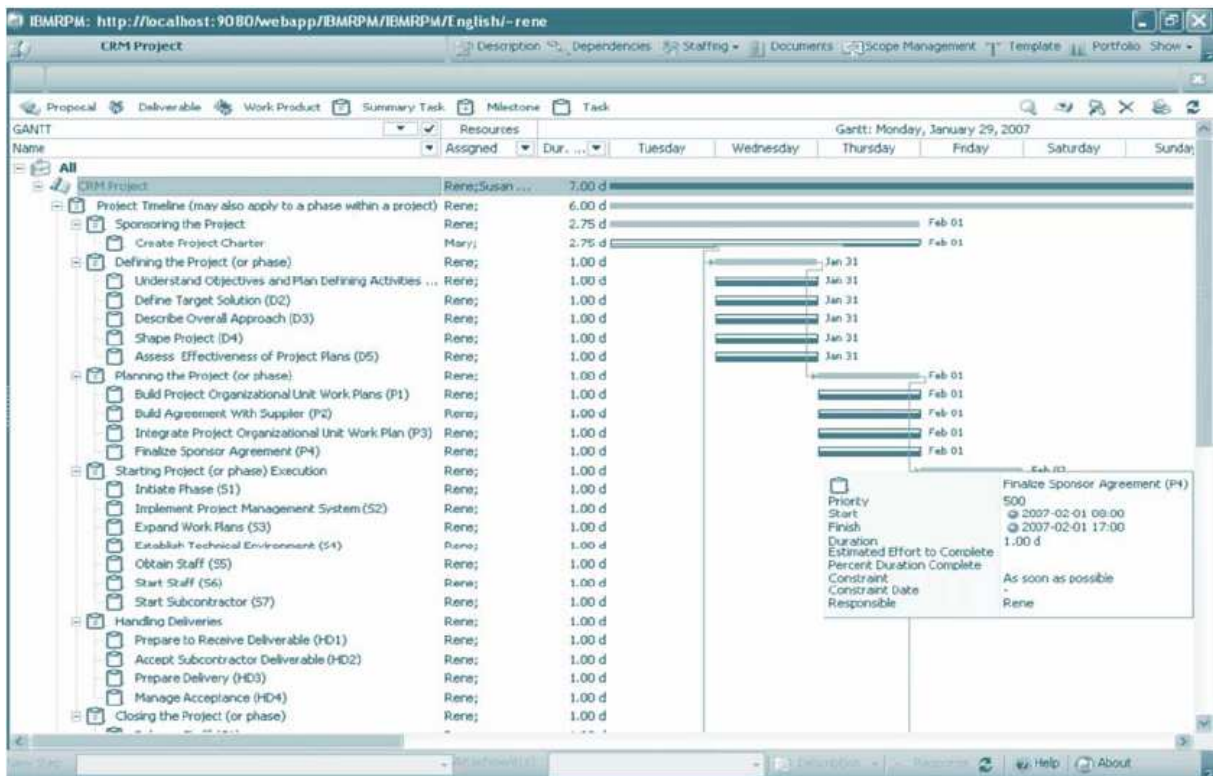 IBMRPM: http://localhost:9080/webapp/IBMRPM/IBMRPM/English/~rene
CRM Project Description Dependencies Staffing Documents Scope Management Template Portfolio Show
Proposal Deliverable Work Product Summary Task Milestone Task
GANTT Resources Gantt: Monday, January 29, 2007
Name Assigned Dur. ... Tuesday Wednesday Thursday Friday Saturday Sunday
All
CRM Project Rene;Susan ... 7.00 d
Project Timeline (may also apply to a phase within a project) Rene; 6.00 d
Sponsoring the Project Rene; 2.75 d Feb 01
Create Project Charter Mary; 2.75 d Feb 01
Defining the Project (or phase) Rene; 1.00 d Jan 31
Understand Objectives and Plan Defining Activities ... Rene; 1.00 d Jan 31
Define Target Solution (D2) Rene; 1.00 d Jan 31
Describe Overall Approach (D3) Rene; 1.00 d Jan 31
Shape Project (D4) Rene; 1.00 d Jan 31
Assess Effectiveness of Project Plans (D5) Rene; 1.00 d Jan 31
Planning the Project (or phase) Rene; 1.00 d Feb 01
Build Project Organizational Unit Work Plans (P1) Rene; 1.00 d Feb 01
Build Agreement With Supplier (P2) Rene; 1.00 d Feb 01
Integrate Project Organizational Unit Work Plan (P3) Rene; 1.00 d Feb 01
Finalize Sponsor Agreement (P4) Rene; 1.00 d Feb 01
Starting Project (or phase) Execution Rene; 1.00 d Feb 02
Initiate Phase (S1) Rene; 1.00 d
Implement Project Management System (S2) Rene; 1.00 d
Expand Work Plans (S3) Rene; 1.00 d
Establish Technical Environment (S4) Rene; 1.00 d
Obtain Staff (S5) Rene; 1.00 d
Start Staff (S6) Rene; 1.00 d
Start Subcontractor (S7) Rene; 1.00 d
Handling Deliveries Rene; 1.00 d
Prepare to Receive Deliverable (HD1) Rene; 1.00 d
Accept Subcontractor Deliverable (HD2) Rene; 1.00 d
Prepare Delivery (HD3) Rene; 1.00 d
Manage Acceptance (HD4) Rene; 1.00 d
Closing the Project (or phase) Rene; 1.00 d
Finalize Sponsor Agreement (P4)
Priority 500
Start @ 2007-02-01 08:00
Finish @ 2007-02-01 17:00
Duration 1.00 d
Estimated Effort to Complete
Percent Duration Complete
Constraint As soon as possible
Constraint Date -
Responsible Rene
Help About